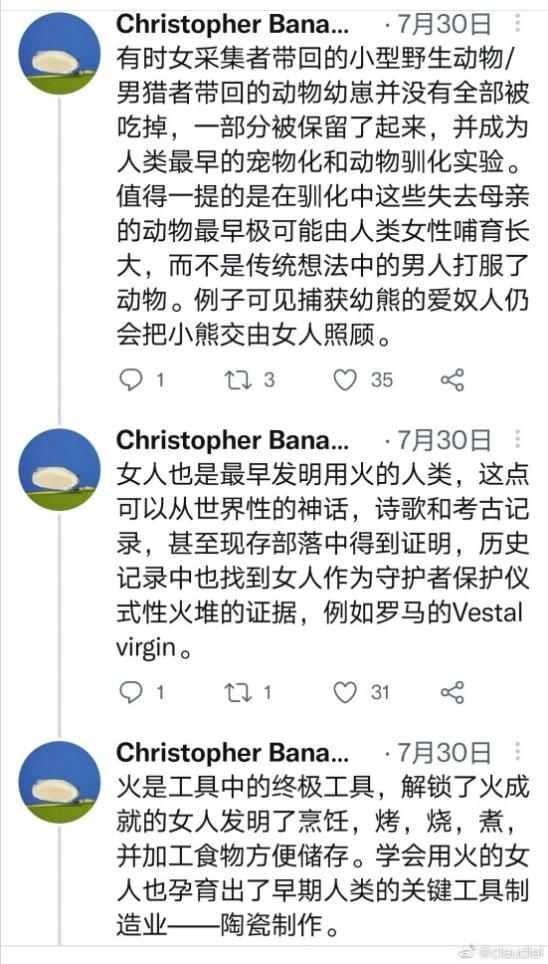 Christopher Bana... · 7月30日
有时女采集者带回的小型野生动物/
男猎者带回的动物幼崽并没有全部被
吃掉，一部分被保留了起来，并成为
人类最早的宠物化和动物驯化实验。
值得一提的是在驯化中这些失去母亲
的动物最早极可能由人类女性哺育长
大，而不是传统想法中的男人打服了
动物。例子可见捕获幼熊的爱奴人仍
会把小熊交由女人照顾。
1 3 35
Christopher Bana... · 7月30日
女人也是最早发明用火的人类，这点
可以从世界性的神话，诗歌和考古记
录，甚至现存部落中得到证明，历史
记录中也找到女人作为守护者保护仪
式性火堆的证据，例如罗马的Vestal
virgin。
1 1 31
Christopher Bana... · 7月30日
火是工具中的终极工具，解锁了火成
就的女人发明了烹饪，烤，烧，煮，
并加工食物方便储存。学会用火的女
人也孕育出了早期人类的关键工具制
造业——陶瓷制作。
@claudiel